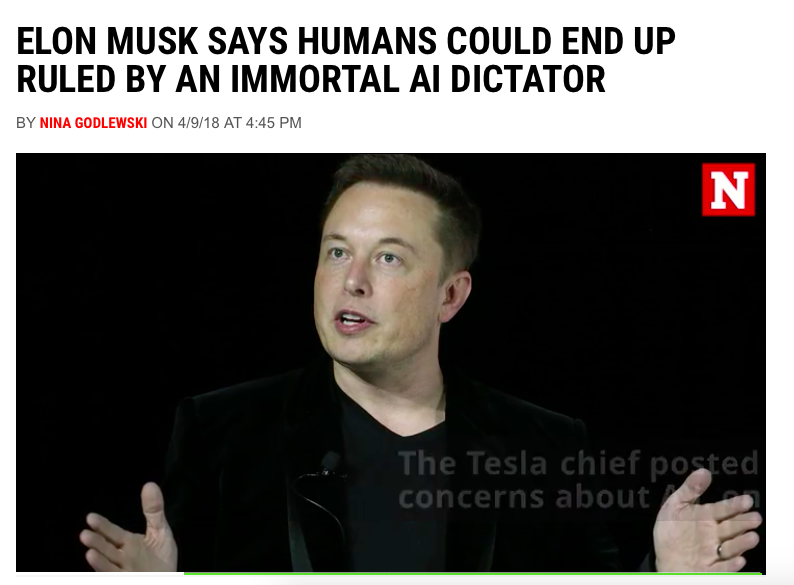 ELON MUSK SAYS HUMANS COULD END UP
RULED BY AN IMMORTAL AI DICTATOR
BY NINA GODLEWSKI ON 4/9/18 AT 4:45 PM
N
The Tesla chief posted
concerns about A.I. on